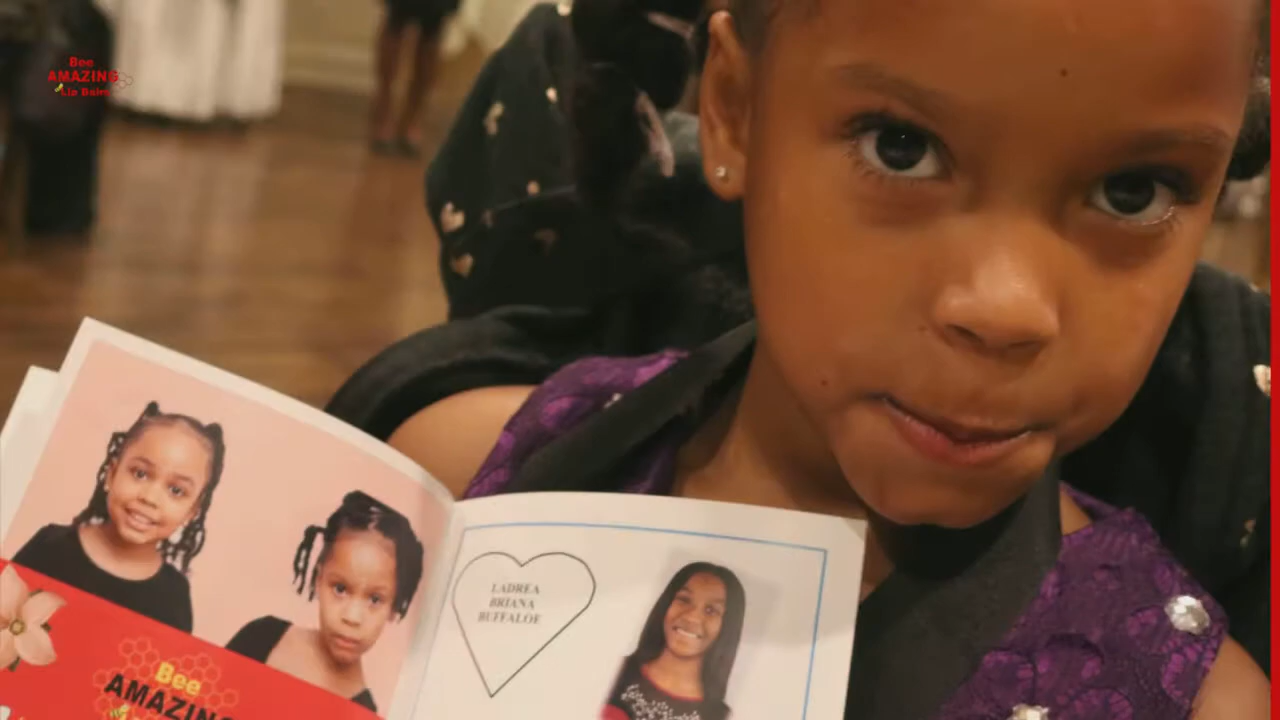 Bee
AMAZING
Lip Balm
LADREA
BRIANA
BUFFALOE
Bee
AMAZING